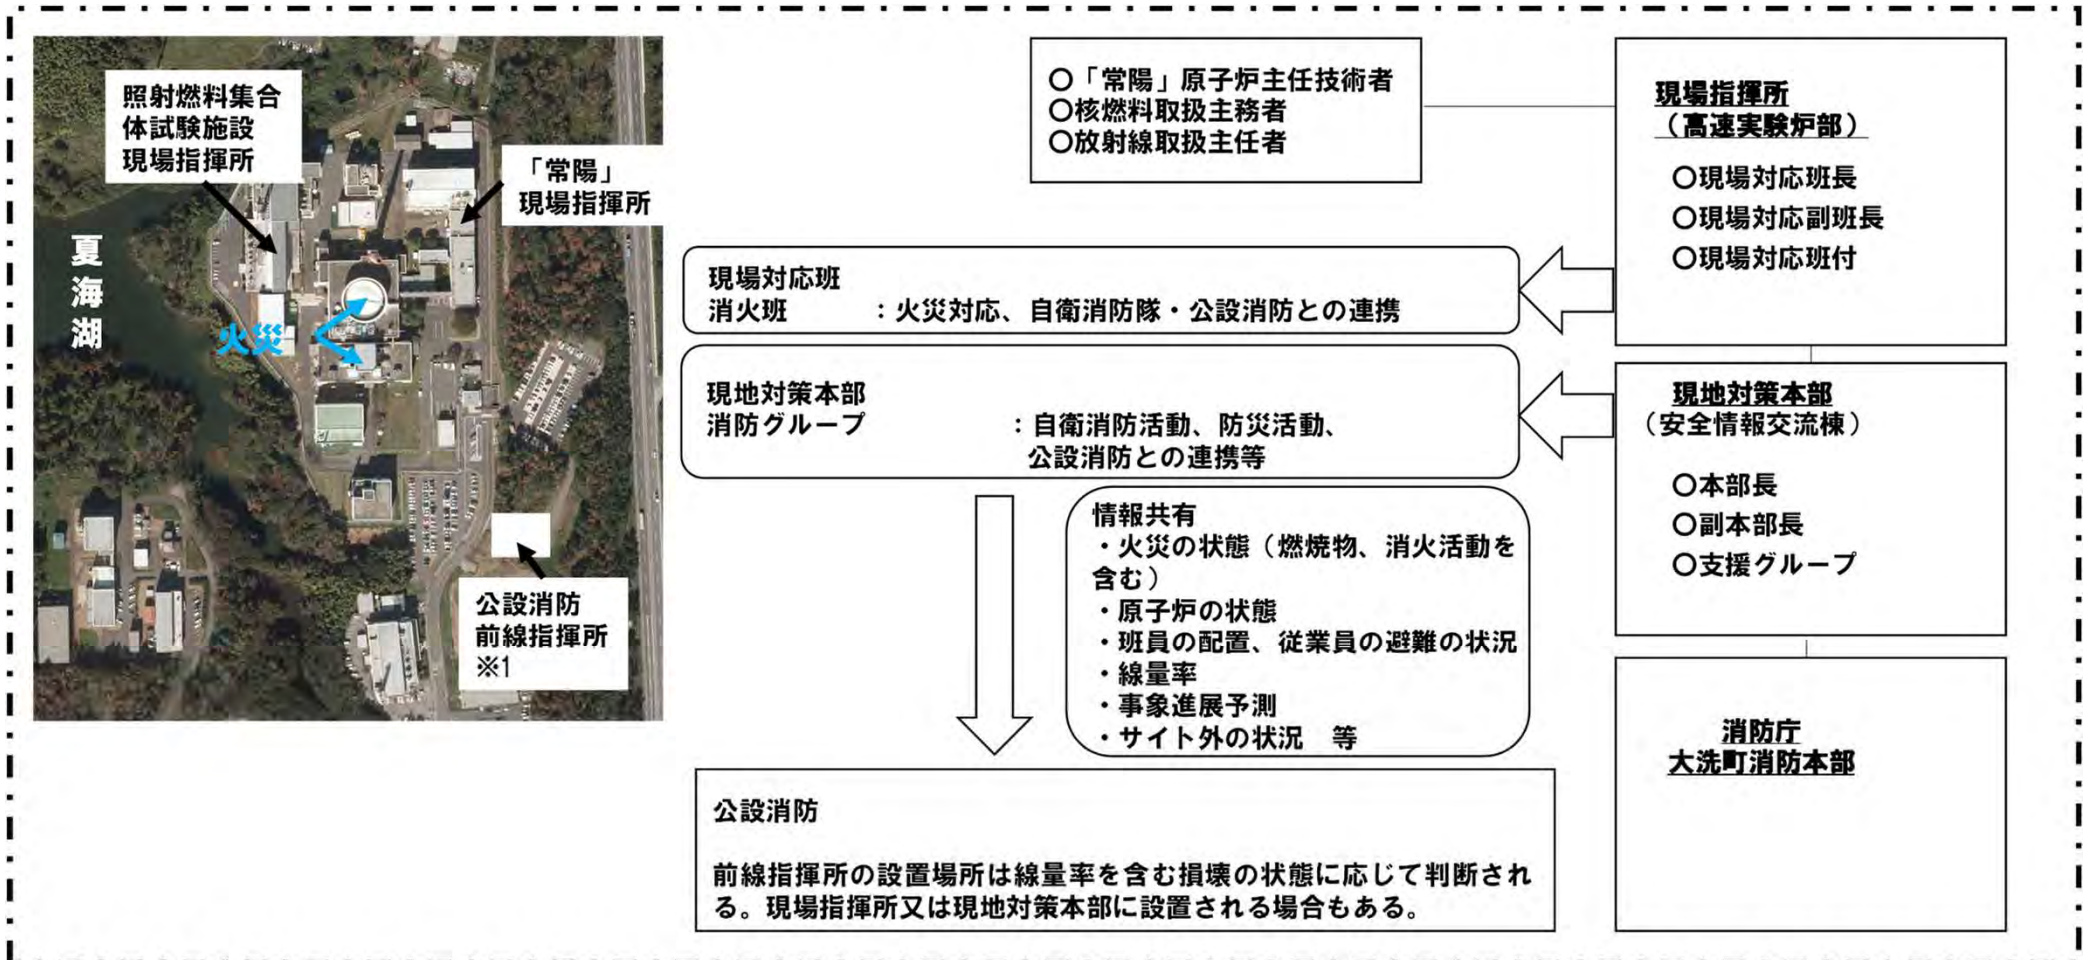 照射燃料集合
体試験施設
現場指揮所
「常陽」
現場指揮所
夏海湖
火災
公設消防
前線指揮所
※1
○「常陽」原子炉主任技術者
○核燃料取扱主務者
○放射線取扱主任者
現場指揮所
（高速実験炉部）
○現場対応班長
○現場対応副班長
○現場対応班付
現場対応班
消火班　　：火災対応、自衛消防隊・公設消防との連携
現地対策本部
消防グループ　　：自衛消防活動、防災活動、
公設消防との連携等
現地対策本部
（安全情報交流棟）
○本部長
○副本部長
○支援グループ
情報共有
・火災の状態（燃焼物、消火活動を
含む）
・原子炉の状態
・班員の配置、従業員の避難の状況
・線量率
・事象進展予測
・サイト外の状況　等
消防庁
大洗町消防本部
公設消防
前線指揮所の設置場所は線量率を含む損壊の状態に応じて判断され
る。現場指揮所又は現地対策本部に設置される場合もある。